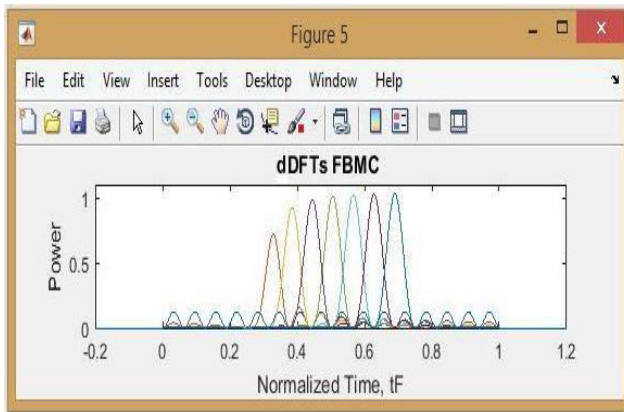 Figure 5
File Edit View Insert Tools Desktop Window Help
dDFTs FBMC
1
0.5
0
Power
-0.2 0 0.2 0.4 0.6 0.8 1 1.2
Normalized Time, tF